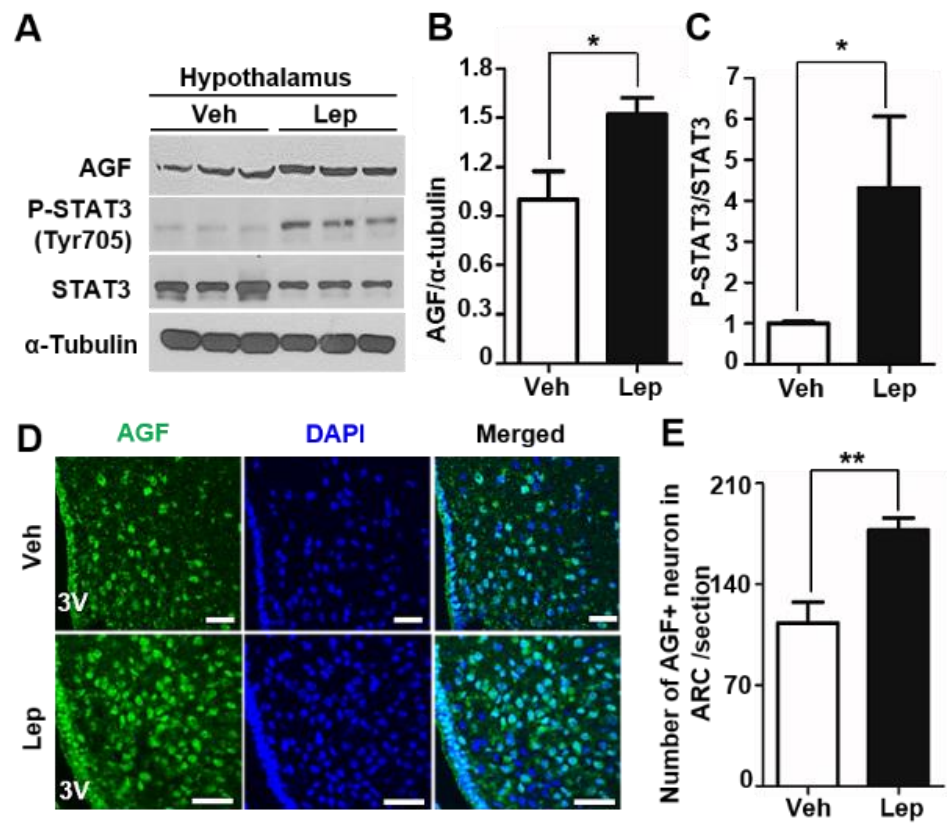 A
Hypothalamus
Veh Lep
AGF
P-STAT3
(Tyr705)
STAT3
α-Tubulin
B
*
AGF/α-tubulin
1.8
1.5
1.2
0.9
0.6
0.3
0
Veh Lep
C
*
P-STAT3/STAT3
7
6
5
4
3
2
1
0
Veh Lep
D
AGF DAPI Merged
Veh
3V
Lep
3V
E
**
Number of AGF+ neuron in
ARC /section
210
140
70
0
Veh Lep